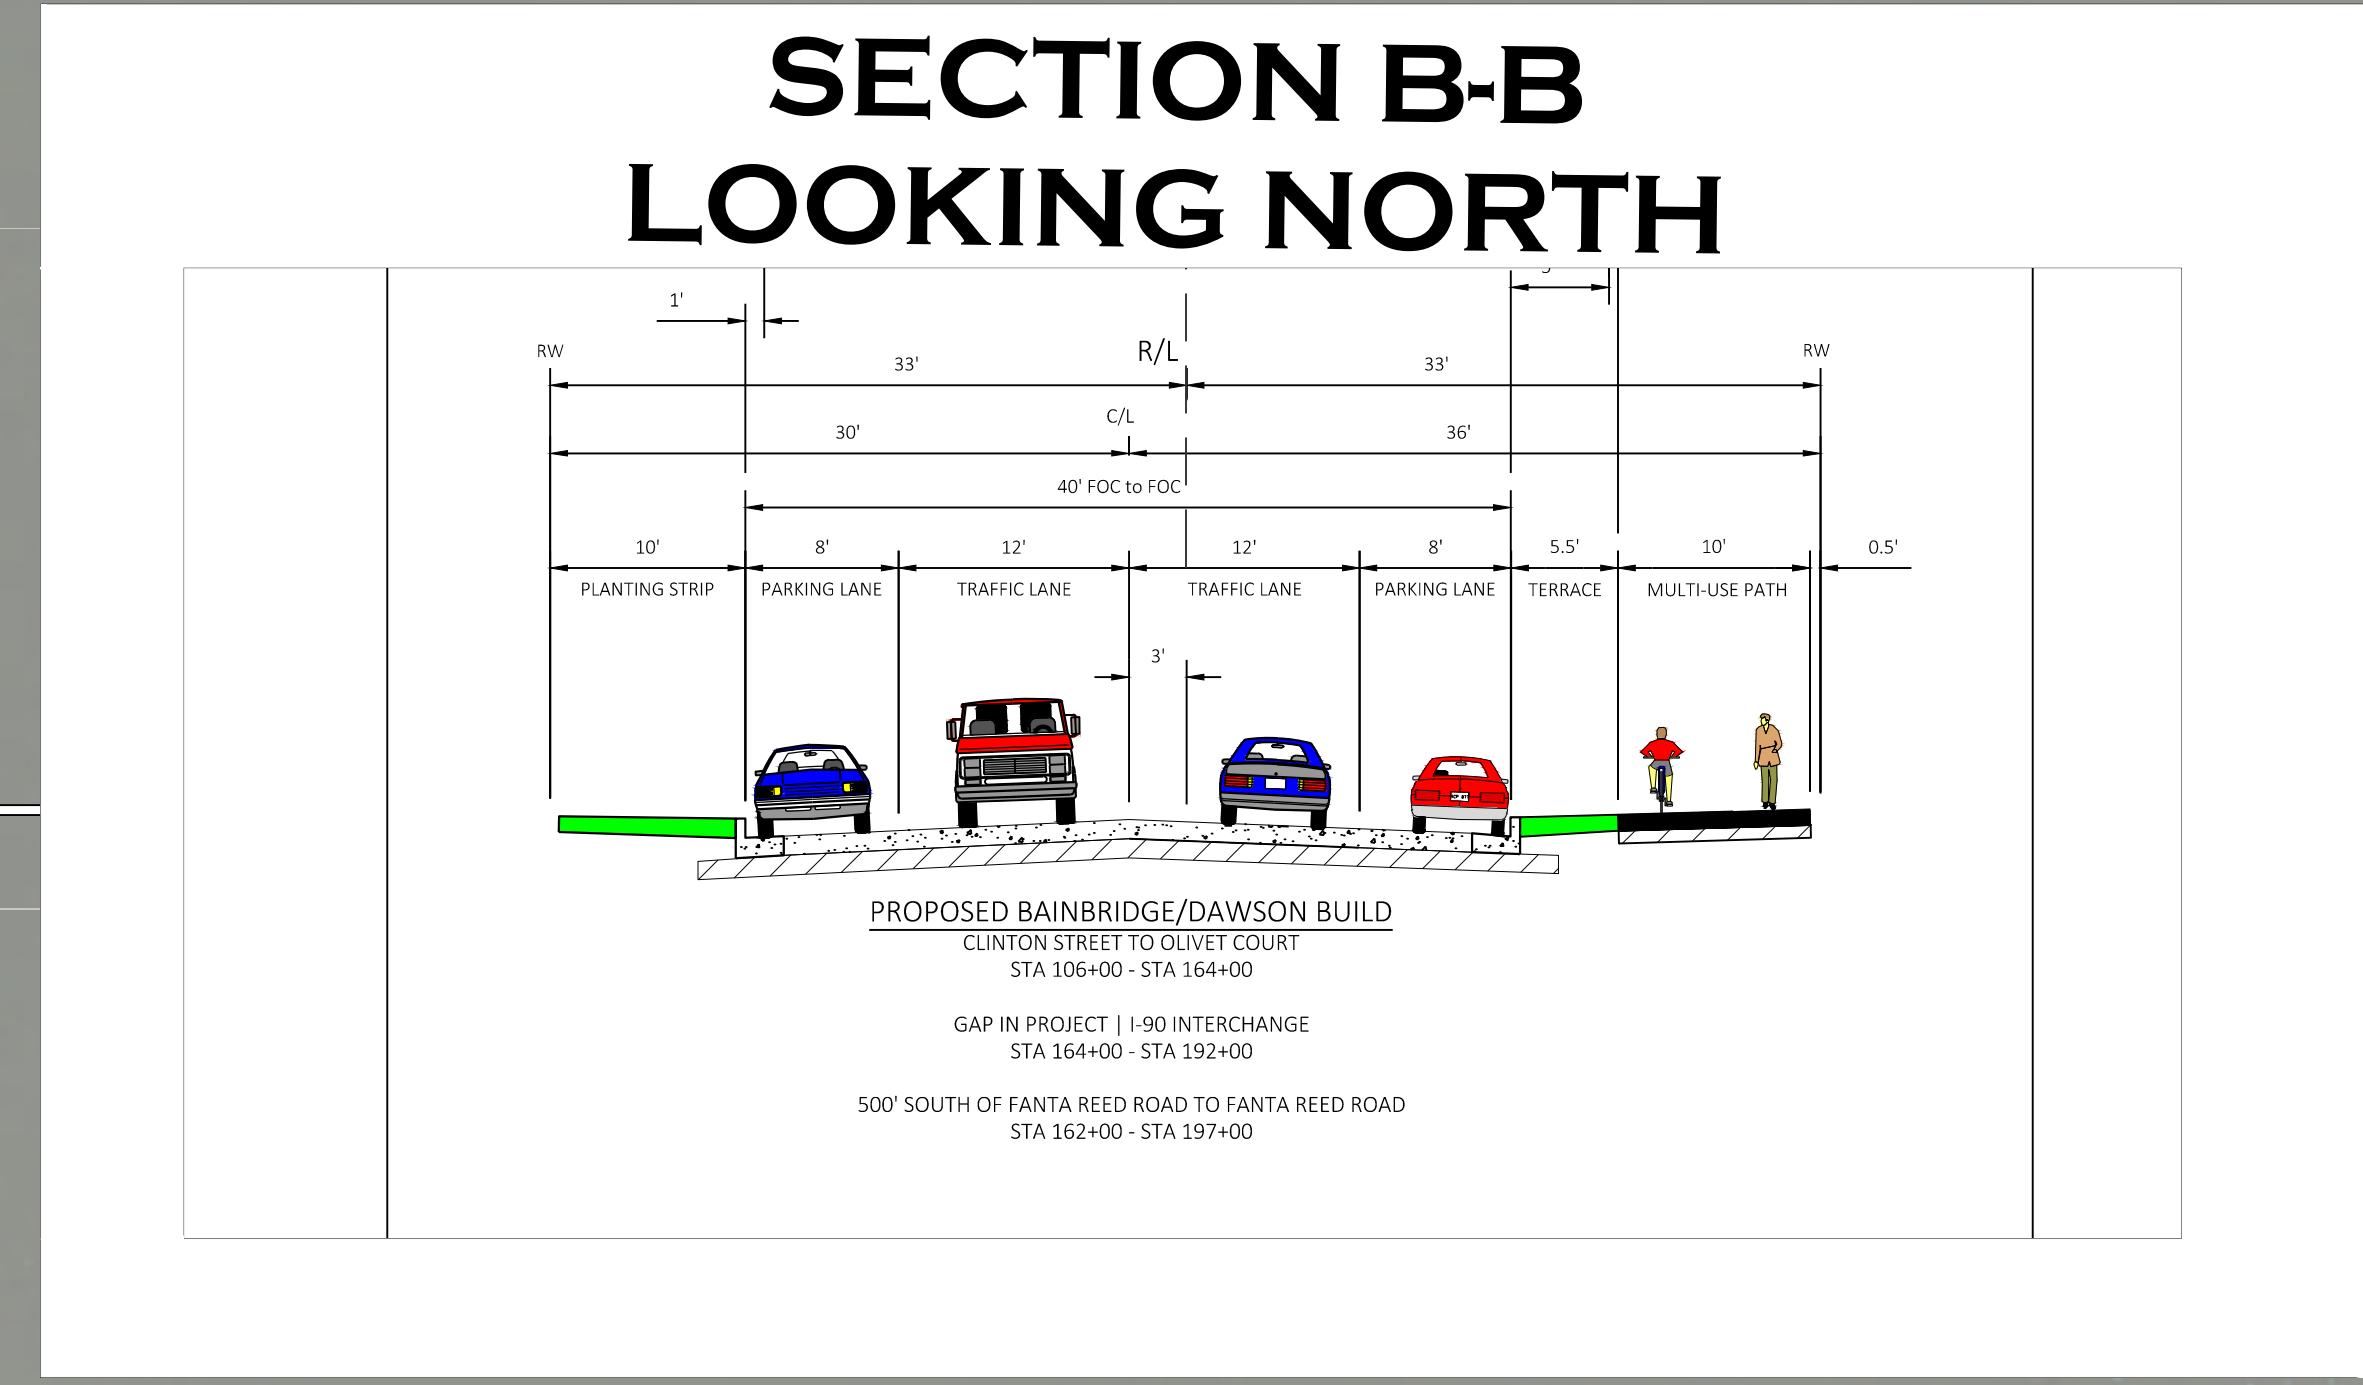 SECTION B-B
LOOKING NORTH
1'
RW
33'
R/L
33'
RW
C/L
30'
36'
40' FOC to FOC
10'
8'
12'
12'
8'
5.5'
10'
0.5'
PLANTING STRIP
PARKING LANE
TRAFFIC LANE
TRAFFIC LANE
PARKING LANE
TERRACE
MULTI-USE PATH
3'
PROPOSED BAINBRIDGE/DAWSON BUILD
CLINTON STREET TO OLIVET COURT
STA 106+00 - STA 164+00
GAP IN PROJECT | I-90 INTERCHANGE
STA 164+00 - STA 192+00
500' SOUTH OF FANTA REED ROAD TO FANTA REED ROAD
STA 162+00 - STA 197+00